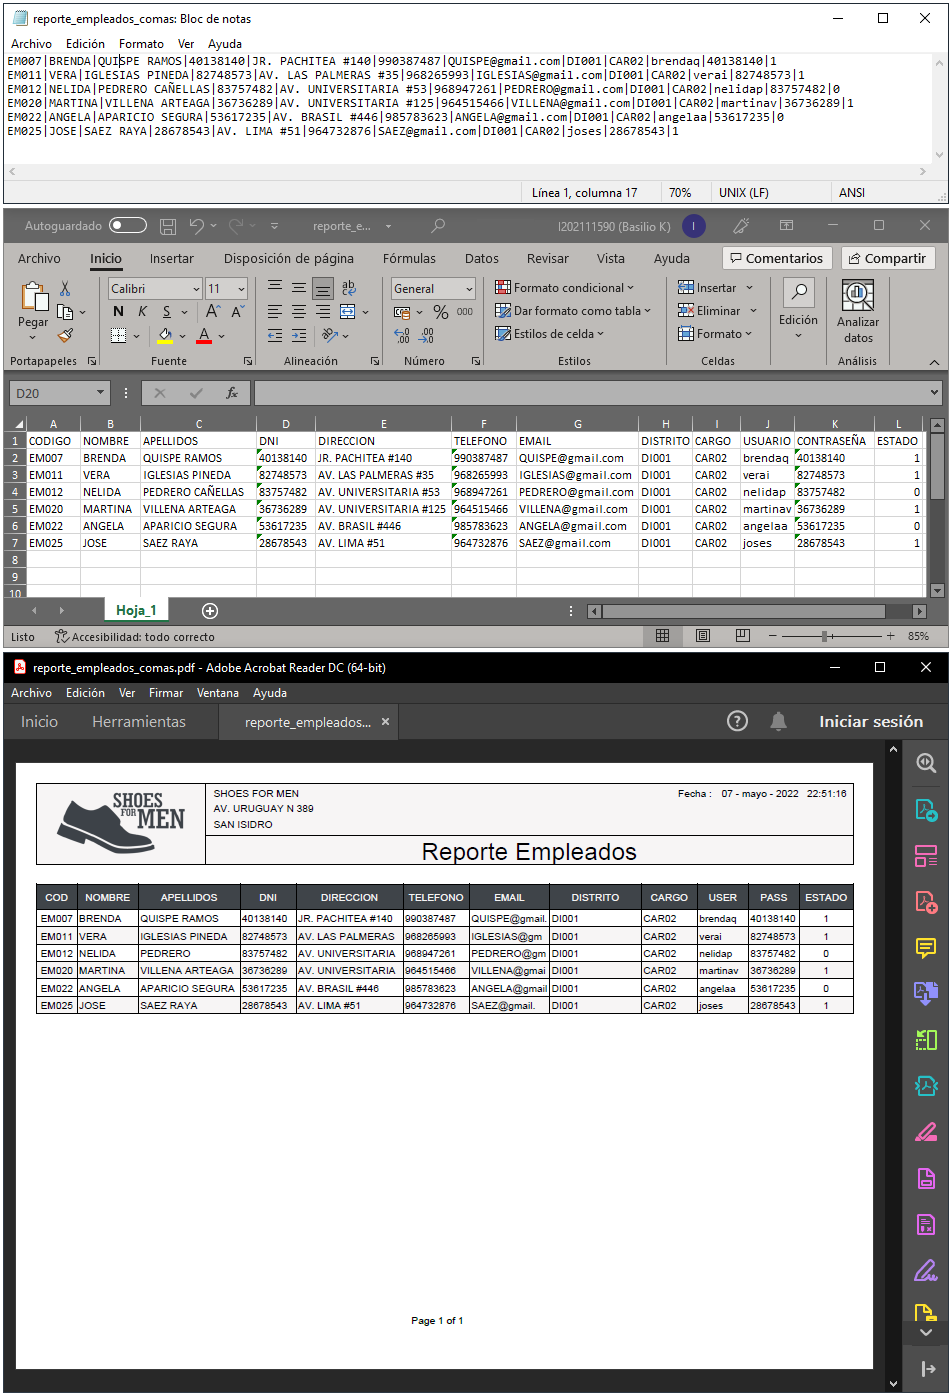 reporte_empleados_comas: Bloc de notas
Archivo Edición Formato Ver Ayuda
EM007|BRENDA|QUISPE RAMOS|40138140|JR. PACHITEA #140|990387487|QUISPE@gmail.com|DI001|CAR02|brendaq|40138140|1
EM011|VERA|IGLESIAS PINEDA|82748573|AV. LAS PALMERAS #35|968265993|IGLESIAS@gmail.com|DI001|CAR02|verai|82748573|1
EM012|NELIDA|PEDRERO CAÑELLAS|83757482|AV. UNIVERSITARIA #53|968947261|PEDRERO@gmail.com|DI001|CAR02|nelidap|83757482|0
EM020|MARTINA|VILLENA ARTEAGA|36736289|AV. UNIVERSITARIA #125|964515466|VILLENA@gmail.com|DI001|CAR02|martinav|36736289|1
EM022|ANGELA|APARICIO SEGURA|53617235|AV. BRASIL #446|985783623|ANGELA@gmail.com|DI001|CAR02|angelaa|53617235|0
EM025|JOSE|SAEZ RAYA|28678543|AV. LIMA #51|964732876|SAEZ@gmail.com|DI001|CAR02|joses|28678543|1
Línea 1, columna 17 70% UNIX (LF) ANSI
Autoguardado reporte_e... I202111590 (Basilio K) I
Archivo Inicio Insertar Disposición de página Fórmulas Datos Revisar Vista Ayuda Comentarios Compartir
Pegar Calibri 11 General Formato condicional Insertar Edición Analizar datos
N K S % 000 Dar formato como tabla Eliminar
Estilos de celda Formato
Portapapeles Fuente Alineación Número Estilos Celdas Análisis
D20 fx
A B C D E F G H I J K L
1 CODIGO NOMBRE APELLIDOS DNI DIRECCION TELEFONO EMAIL DISTRITO CARGO USUARIO CONTRASEÑA ESTADO
2 EM007 BRENDA QUISPE RAMOS 40138140 JR. PACHITEA #140 990387487 QUISPE@gmail.com DI001 CAR02 brendaq 40138140 1
3 EM011 VERA IGLESIAS PINEDA 82748573 AV. LAS PALMERAS #35 968265993 IGLESIAS@gmail.com DI001 CAR02 verai 82748573 1
4 EM012 NELIDA PEDRERO CAÑELLAS 83757482 AV. UNIVERSITARIA #53 968947261 PEDRERO@gmail.com DI001 CAR02 nelidap 83757482 0
5 EM020 MARTINA VILLENA ARTEAGA 36736289 AV. UNIVERSITARIA #125 964515466 VILLENA@gmail.com DI001 CAR02 martinav 36736289 1
6 EM022 ANGELA APARICIO SEGURA 53617235 AV. BRASIL #446 985783623 ANGELA@gmail.com DI001 CAR02 angelaa 53617235 0
7 EM025 JOSE SAEZ RAYA 28678543 AV. LIMA #51 964732876 SAEZ@gmail.com DI001 CAR02 joses 28678543 1
8
9
10
Hoja_1
Listo Accesibilidad: todo correcto 85%
reporte_empleados_comas.pdf - Adobe Acrobat Reader DC (64-bit)
Archivo Edición Ver Firmar Ventana Ayuda
Inicio Herramientas reporte_empleados... Iniciar sesión
SHOES FOR MEN
SHOES FOR MEN Fecha : 07 - mayo - 2022 22:51:16
AV. URUGUAY N 389
SAN ISIDRO
Reporte Empleados
COD NOMBRE APELLIDOS DNI DIRECCION TELEFONO EMAIL DISTRITO CARGO USER PASS ESTADO
EM007 BRENDA QUISPE RAMOS 40138140 JR. PACHITEA #140 990387487 QUISPE@gmail. DI001 CAR02 brendaq 40138140 1
EM011 VERA IGLESIAS PINEDA 82748573 AV. LAS PALMERAS 968265993 IGLESIAS@gm DI001 CAR02 verai 82748573 1
EM012 NELIDA PEDRERO 83757482 AV. UNIVERSITARIA 968947261 PEDRERO@gm DI001 CAR02 nelidap 83757482 0
EM020 MARTINA VILLENA ARTEAGA 36736289 AV. UNIVERSITARIA 964515466 VILLENA@gmai DI001 CAR02 martinav 36736289 1
EM022 ANGELA APARICIO SEGURA 53617235 AV. BRASIL #446 985783623 ANGELA@gmail DI001 CAR02 angelaa 53617235 0
EM025 JOSE SAEZ RAYA 28678543 AV. LIMA #51 964732876 SAEZ@gmail. DI001 CAR02 joses 28678543 1
Page 1 of 1